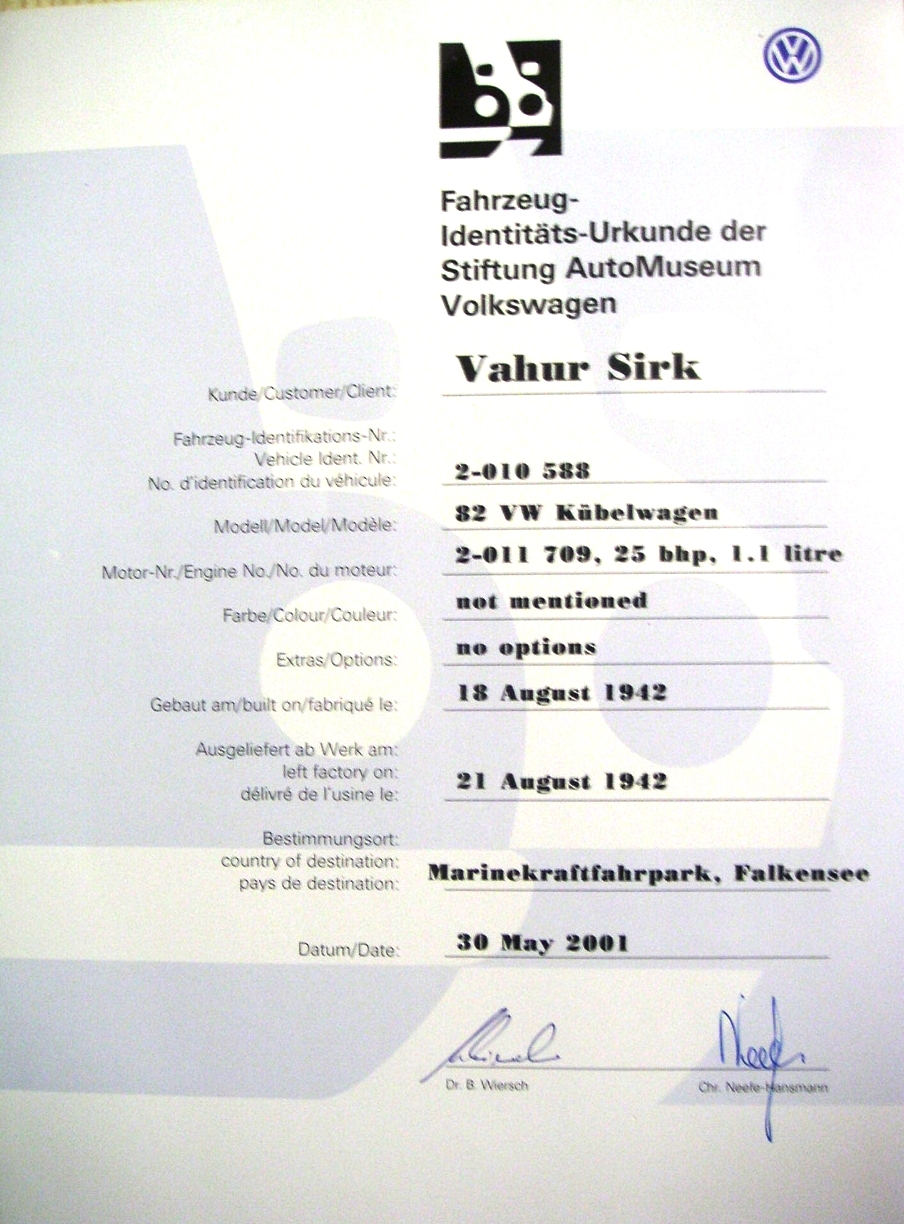 VW
Fahrzeug-
Identitäts-Urkunde der
Stiftung AutoMuseum
Volkswagen
Kunde/Customer/Client: Vahur Sirk
Fahrzeug-Identifikations-Nr.:
Vehicle Ident. Nr.:
No. d'identification du véhicule: 2-010 588
Modell/Model/Modèle: 82 VW Kübelwagen
Motor-Nr./Engine No./No. du moteur: 2-011 709, 25 bhp, 1.1 litre
Farbe/Colour/Couleur: not mentioned
Extras/Options: no options
Gebaut am/built on/fabriqué le: 18 August 1942
Ausgeliefert ab Werk am:
left factory on:
délivré de l'usine le: 21 August 1942
Bestimmungsort:
country of destination:
pays de destination: Marinekraftfahrpark, Falkensee
Datum/Date: 30 May 2001
Dr. B. Wiersch Chr. Neefe-Hansmann